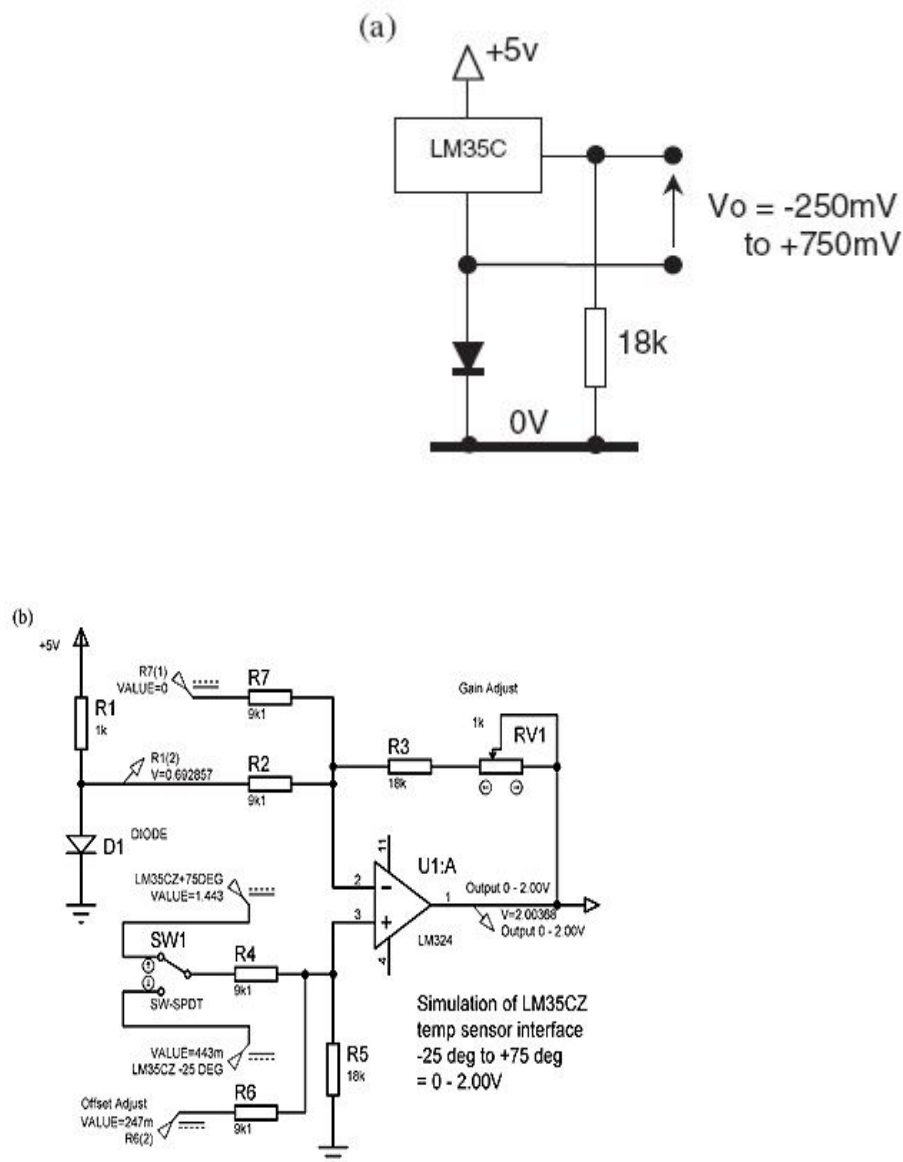 (a)
+5v
LM35C
Vo = -250mV
to +750mV
18k
0V
(b)
+5V
R7(1)
VALUE=0
R7
9k1
Gain Adjust
1k
RV1
R1
1k
R3
18k
R1(2)
V=0.692857
R2
9k1
D1
DIODE
11
U1:A
LM35CZ+75DEG
VALUE=1.443
2
3
1
4
Output 0 - 2.00V
V=2.00368
Output 0 - 2.00V
LM324
SW1
SW-SPDT
R4
9k1
VALUE=443m
LM35CZ -25 DEG
R5
18k
Simulation of LM35CZ
temp sensor interface
-25 deg to +75 deg
= 0 - 2.00V
Offset Adjust
VALUE=247m
R6(2)
R6
9k1